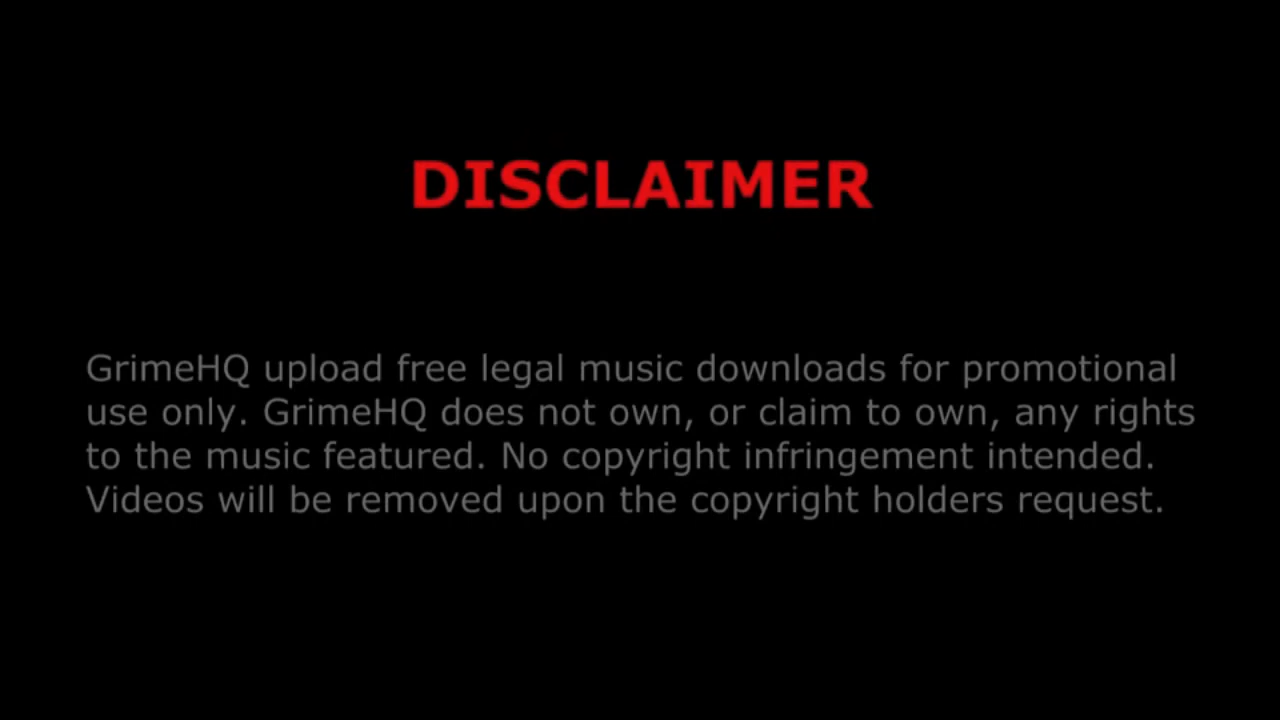 DISCLAIMER
GrimeHQ upload free legal music downloads for promotional
use only. GrimeHQ does not own, or claim to own, any rights
to the music featured. No copyright infringement intended.
Videos will be removed upon the copyright holders request.